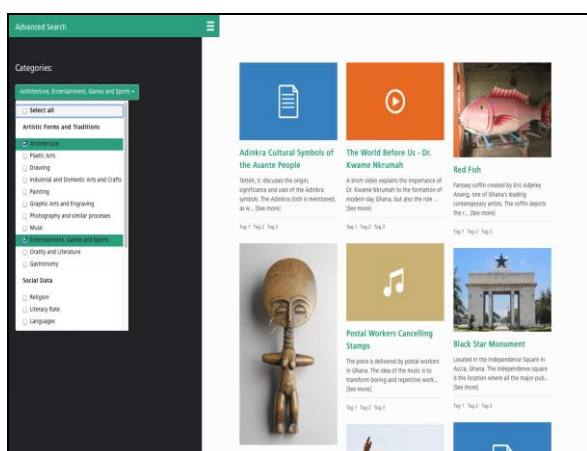 Advanced Search
Categories:
Architecture, Entertainment, Games and Sports
Select all
Artistic Forms and Traditions
Architecture
Plastic Arts
Drawing
Industrial and Domestic Arts and Crafts
Painting
Graphic Arts and Engraving
Photography and similar processes
Music
Entertainment, Games and Sports
Orality and Literature
Gastronomy
Social Data
Religion
Literacy Rate
Languages
Adinkra Cultural Symbols of
the Asante People
Tetteh, V. discusses the origin,
significance and uses of the Adinkra
symbols. The Adinkra cloth is mentioned,
as w... [See more]
Tag 1 Tag 2 Tag 3
The World Before Us - Dr.
Kwame Nkrumah
A short video explains the importance of
Dr. Kwame Nkrumah to the formation of
modern day Ghana, but also the role ...
[See more]
Tag 1 Tag 2 Tag 3
Red Fish
Fantasy coffin created by Eric Adjetey
Anang, one of Ghana's leading
contemporary artists. The coffin depicts
the r... [See more]
Tag 1 Tag 2 Tag 3
Postal Workers Cancelling
Stamps
The piece is delivered by postal workers
in Ghana. The idea of the music is to
transform boring and repetitive work...
[See more]
Tag 1 Tag 2 Tag 3
Black Star Monument
Located in the Independence Square in
Accra, Ghana. The Independence square
is the location where all the major pub...
[See more]
Tag 1 Tag 2 Tag 3